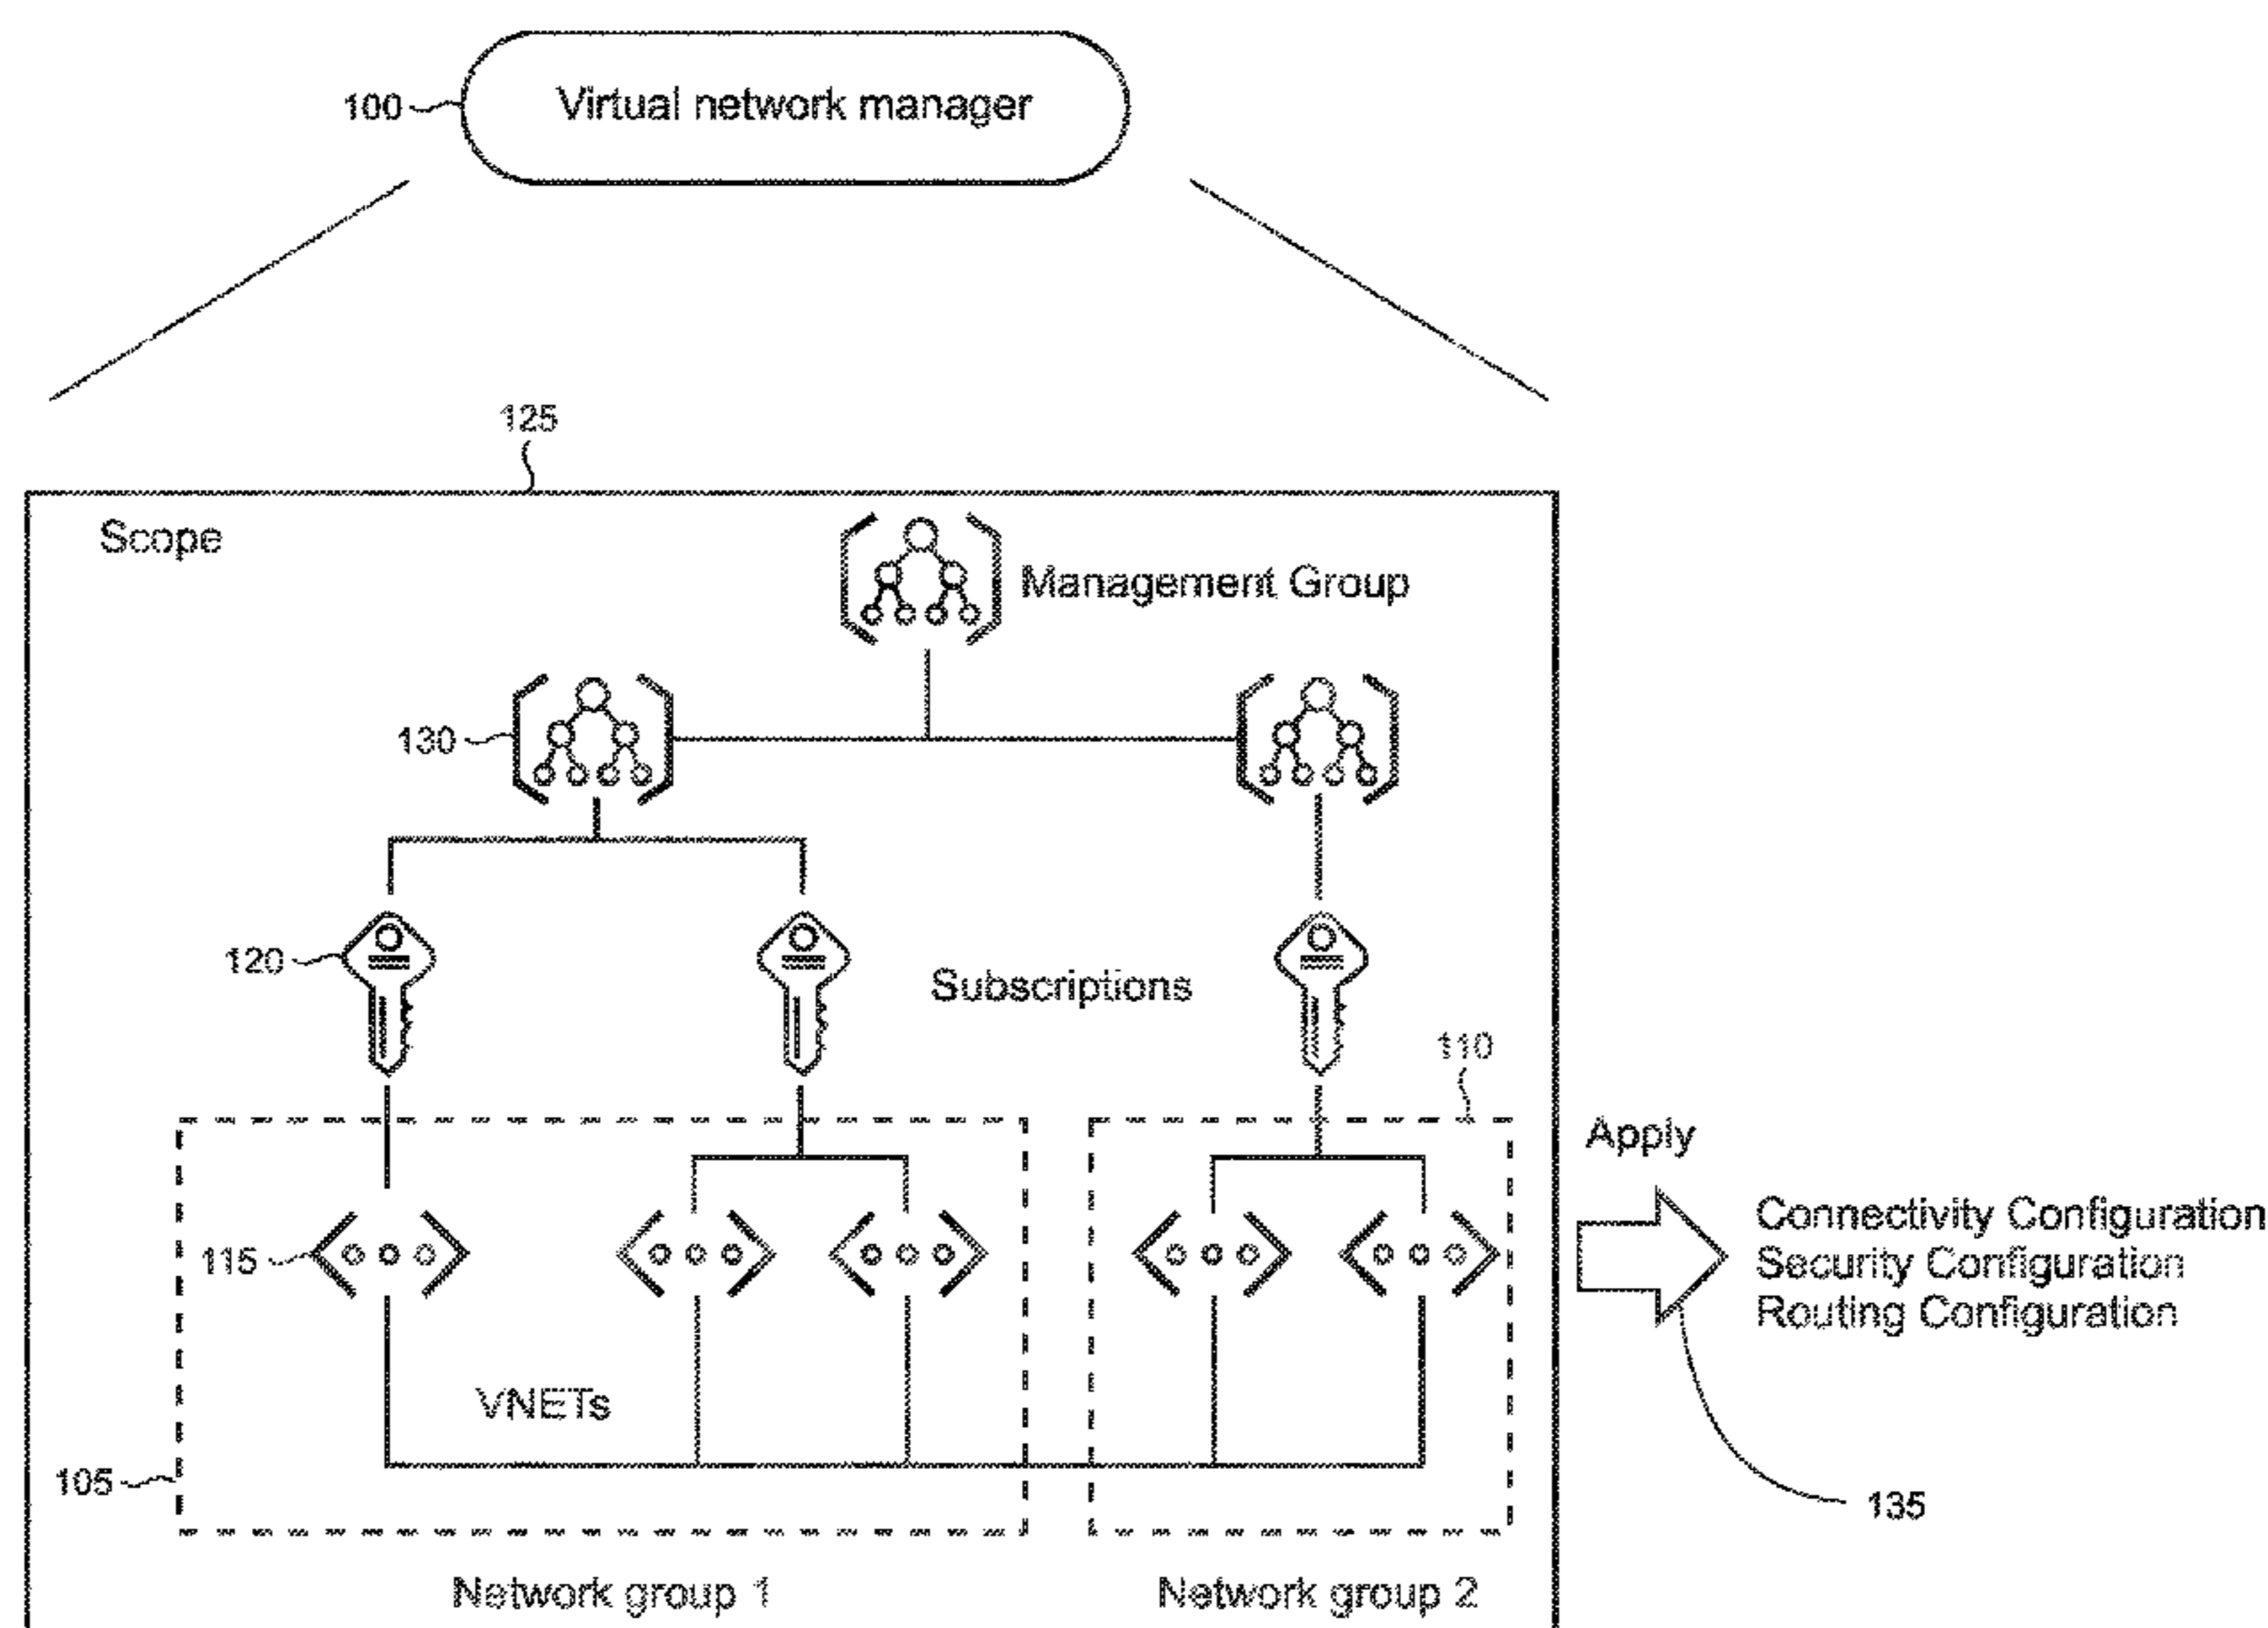 100
Virtual network manager
125
Scope
Management Group
130
120
Subscriptions
110
Apply
115
Connectivity Configuration
Security Configuration
Routing Configuration
VNETs
105
135
Network group 1
Network group 2